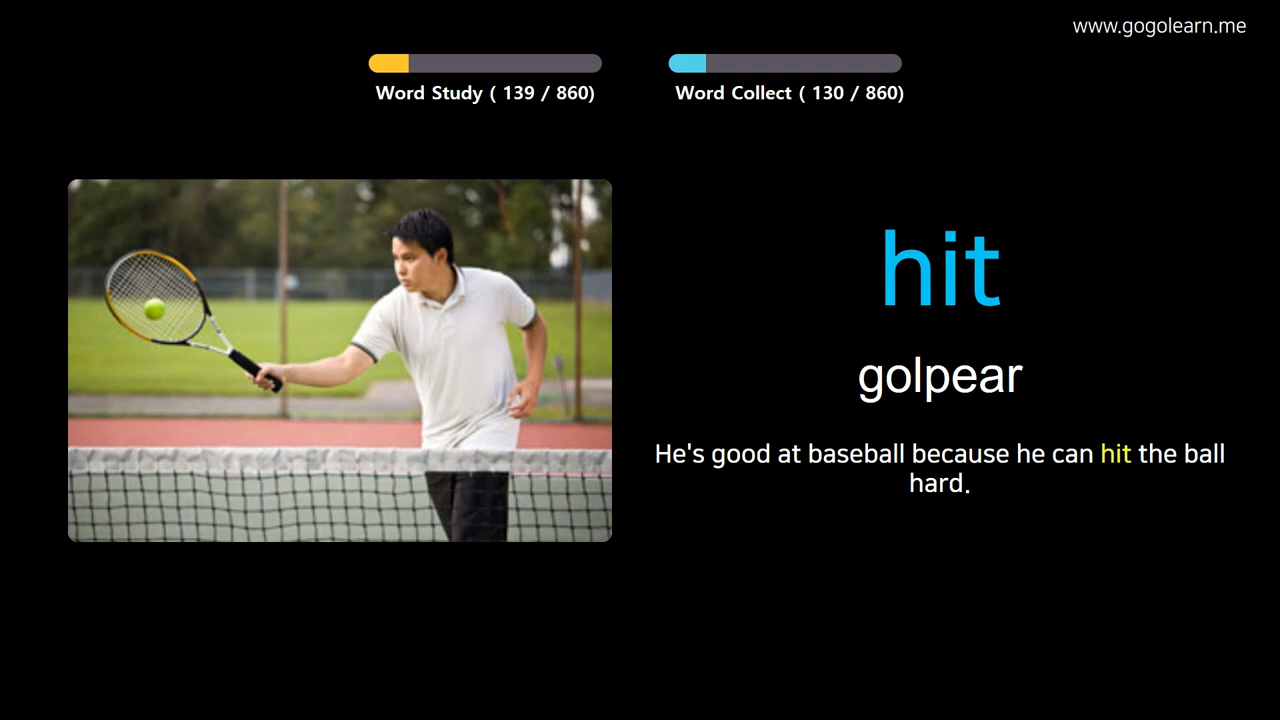 www.gogolearn.me
Word Study ( 139 / 860)
Word Collect ( 130 / 860)
hit
golpear
He's good at baseball because he can hit the ball
hard.